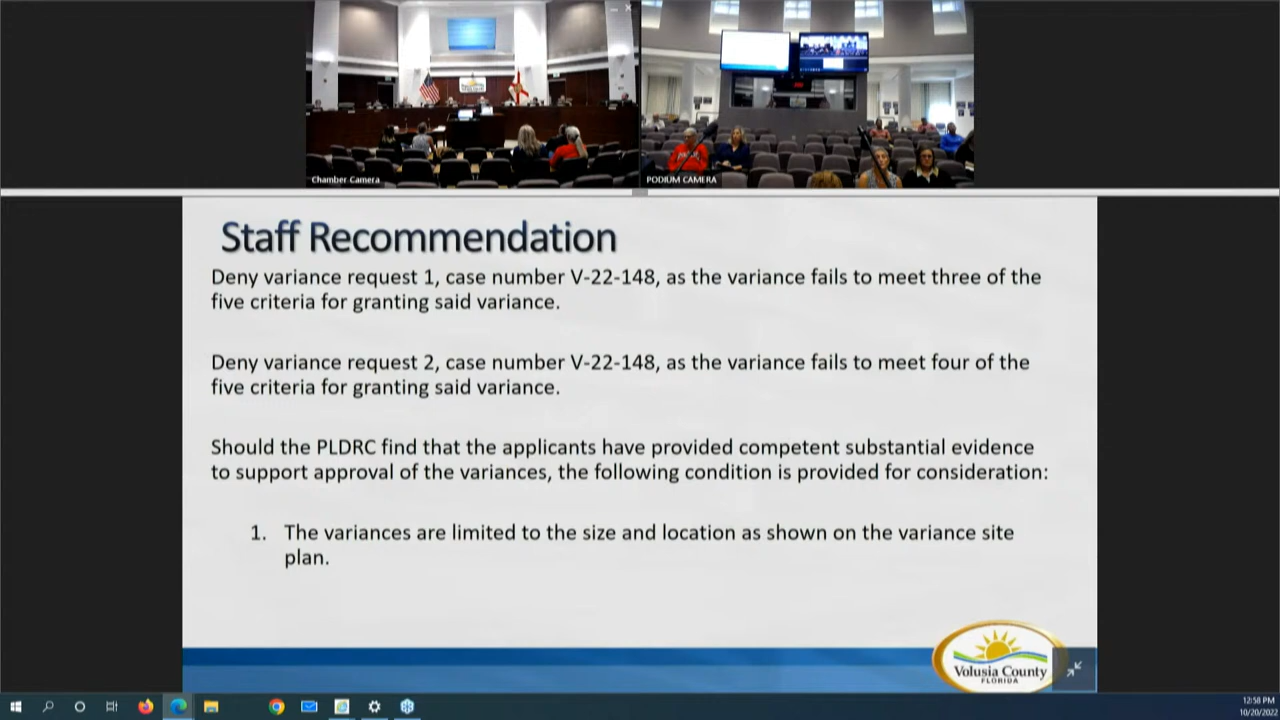 Chamber Camera
PODIUM CAMERA
Staff Recommendation
Deny variance request 1, case number V-22-148, as the variance fails to meet three of the
five criteria for granting said variance.
Deny variance request 2, case number V-22-148, as the variance fails to meet four of the
five criteria for granting said variance.
Should the PLDRC find that the applicants have provided competent substantial evidence
to support approval of the variances, the following condition is provided for consideration:
1. The variances are limited to the size and location as shown on the variance site
plan.
Volusia County
FLORIDA
12:58 PM
10/20/2022